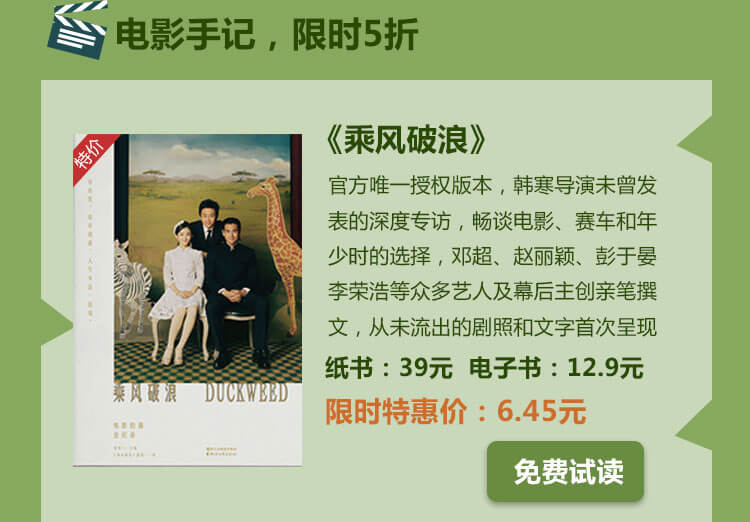 电影手记，限时5折
特价
《乘风破浪》
官方唯一授权版本，韩寒导演未曾发
表的深度专访，畅谈电影、赛车和年
少时的选择，邓超、赵丽颖、彭于晏
李荣浩等众多艺人及幕后主创亲笔撰
文，从未流出的剧照和文字首次呈现
纸书：39元 电子书：12.9元
限时特惠价：6.45元
免费试读
乘风破浪 DUCKWEED